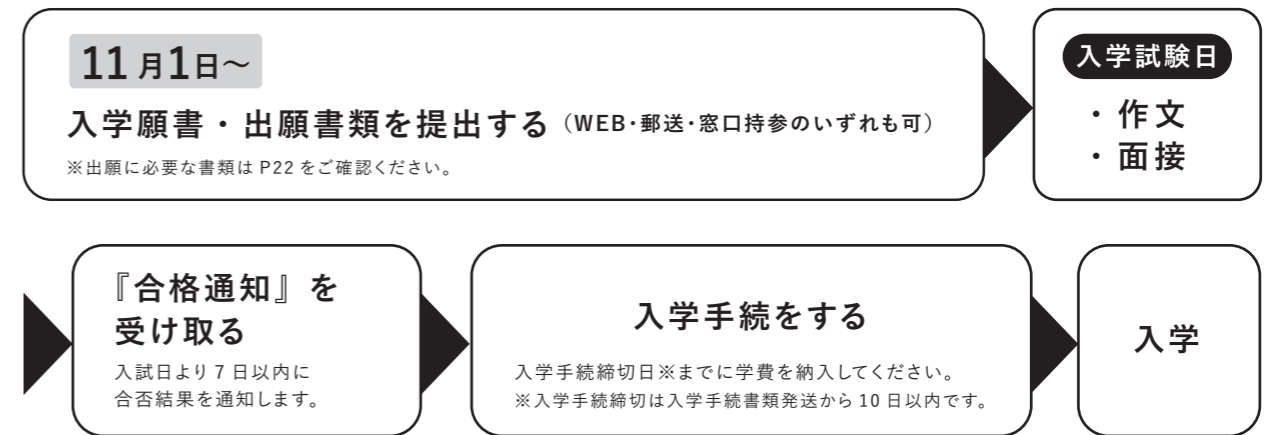 11月1日～
入学願書・出願書類を提出する（WEB・郵送・窓口持参のいずれも可）
※出願に必要な書類は P22 をご確認ください。
入学試験日
・作文
・面接
『合格通知』を
受け取る
入試日より 7 日以内に
合否結果を通知します。
入学手続をする
入学手続締切日※までに学費を納入してください。
※入学手続締切は入学手続書類発送から 10 日以内です。
入学